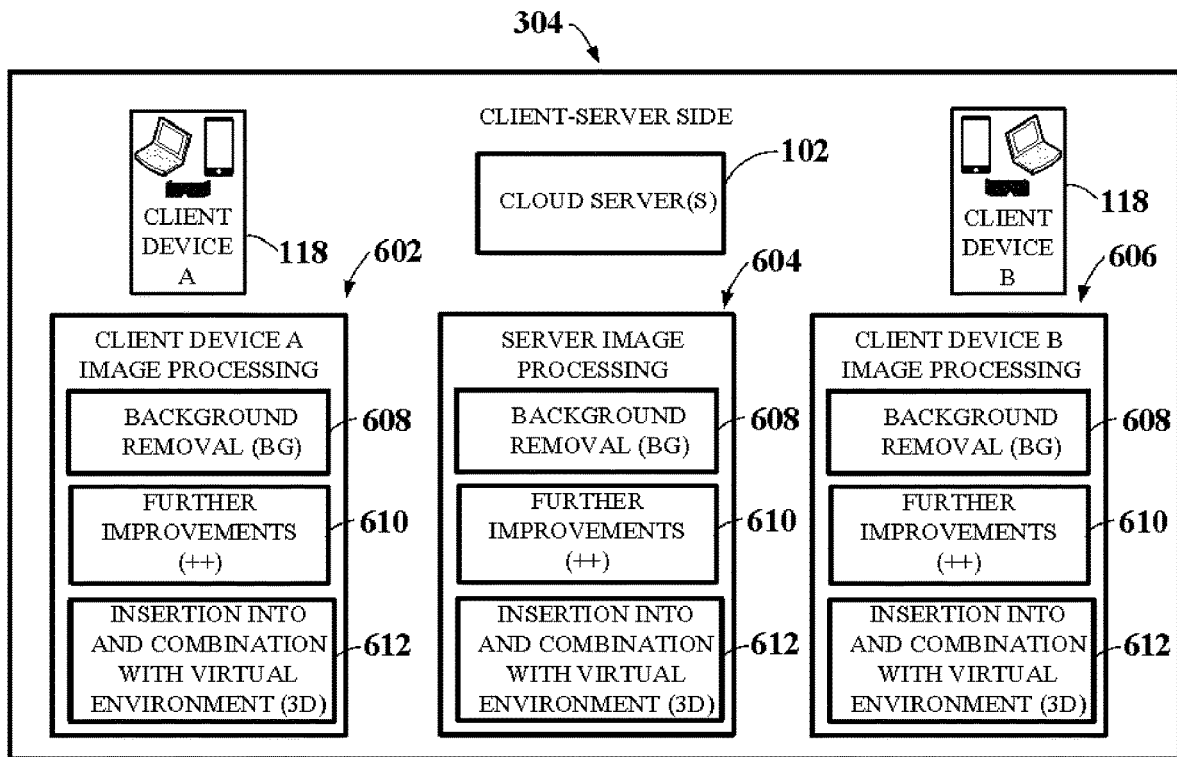 304
CLIENT-SERVER SIDE
CLIENT
DEVICE
A
118
CLOUD SERVER(S)
102
CLIENT
DEVICE
B
118
602
CLIENT DEVICE A
IMAGE PROCESSING
BACKGROUND
REMOVAL (BG)
608
FURTHER
IMPROVEMENTS
(++)
610
INSERTION INTO
AND COMBINATION
WITH VIRTUAL
ENVIRONMENT (3D)
612
604
SERVER IMAGE
PROCESSING
BACKGROUND
REMOVAL (BG)
608
FURTHER
IMPROVEMENTS
(++)
610
INSERTION INTO
AND COMBINATION
WITH VIRTUAL
ENVIRONMENT (3D)
612
606
CLIENT DEVICE B
IMAGE PROCESSING
BACKGROUND
REMOVAL (BG)
608
FURTHER
IMPROVEMENTS
(++)
610
INSERTION INTO
AND COMBINATION
WITH VIRTUAL
ENVIRONMENT (3D)
612